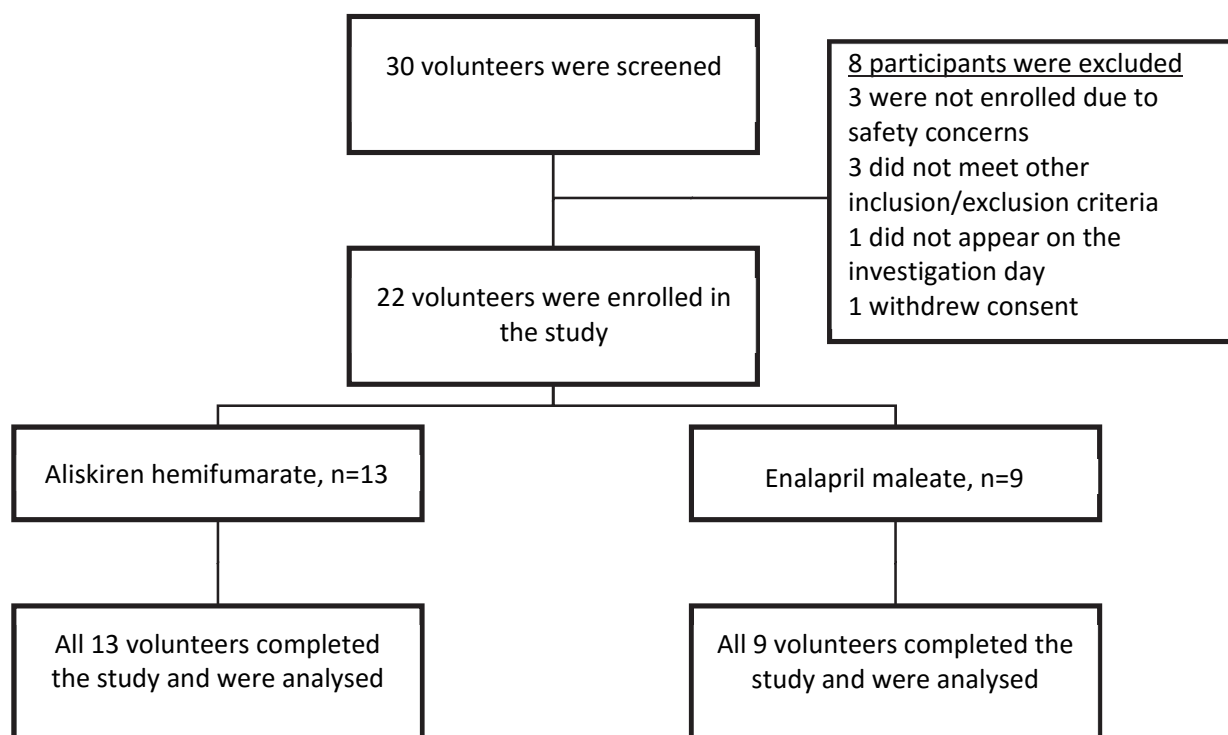 30 volunteers were screened
8 participants were excluded
3 were not enrolled due to
safety concerns
3 did not meet other
inclusion/exclusion criteria
1 did not appear on the
investigation day
1 withdrew consent
22 volunteers were enrolled in
the study
Aliskiren hemifumarate, n=13
Enalapril maleate, n=9
All 13 volunteers completed
the study and were analysed
All 9 volunteers completed the
study and were analysed